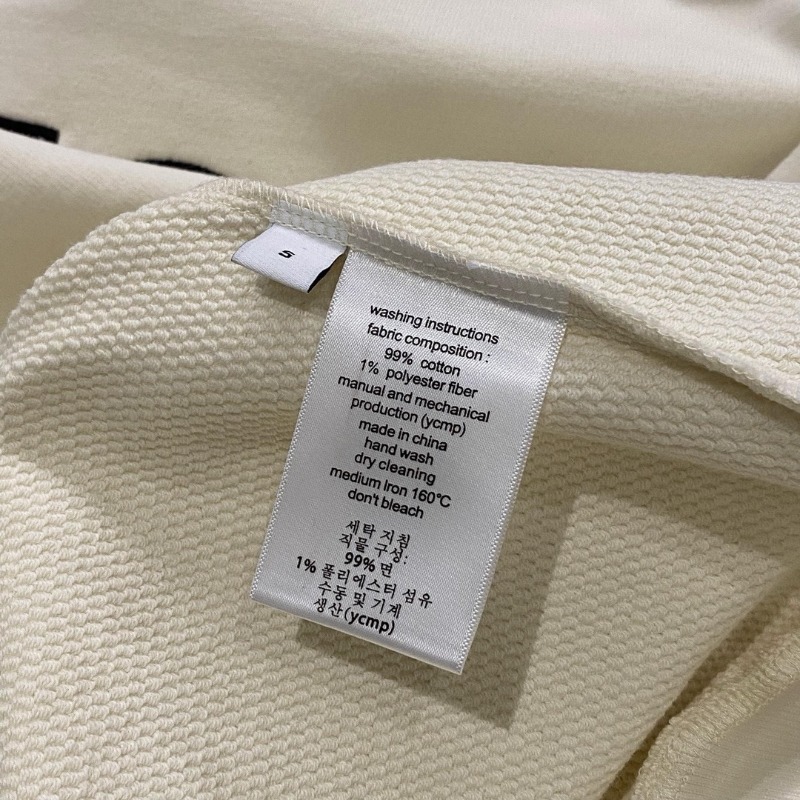 S
washing instructions
fabric composition :
99% cotton
1% polyester fiber
manual and mechanical
production (ycmp)
made in china
hand wash
dry cleaning
medium Iron 160℃
don't bleach
세탁 지침
직물 구성:
99% 면
1% 폴리에스터 섬유
수동 및 기계
생산(ycmp)